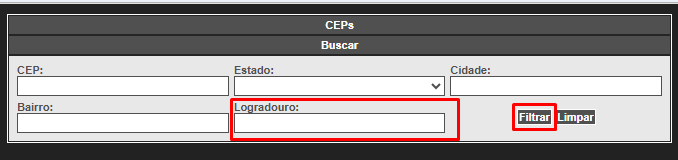 CEPs
Buscar
CEP: Estado: Cidade:
Bairro: Logradouro:
Filtrar Limpar